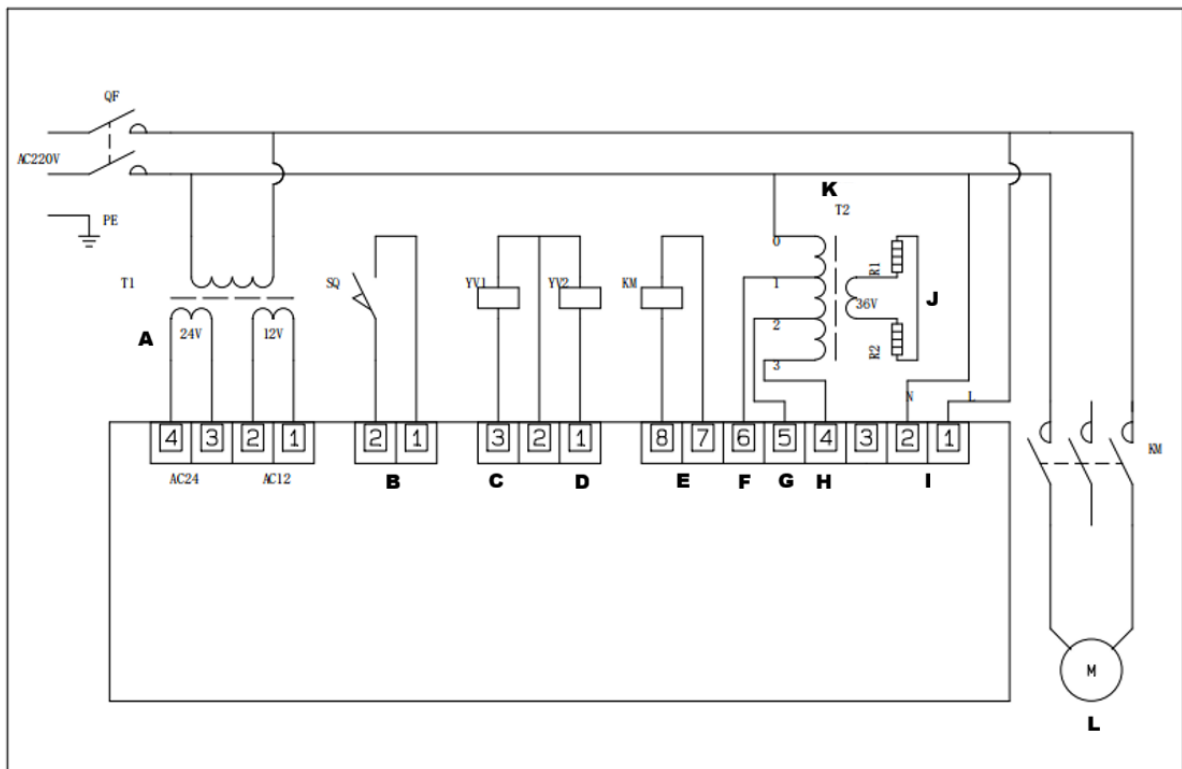 QF
AC220V
PE
K
T2
T1
A
24V
12V
SQ
YV1
YV2
KM
0
1
2
3
36V
R1
R2
J
N
L
4 3 2 1
2 1
3 2 1
8 7 6 5 4 3 2 1
KM
AC24
AC12
B
C
D
E
F
G
H
I
M
L